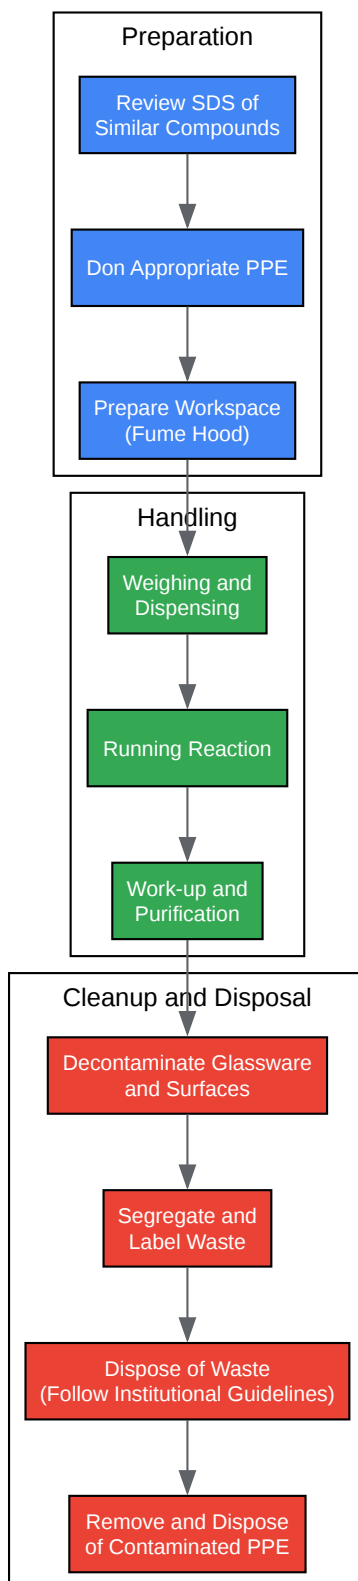 Preparation
Review SDS of
Similar Compounds
Don Appropriate PPE
Prepare Workspace
(Fume Hood)
Handling
Weighing and
Dispensing
Running Reaction
Work-up and
Purification
Cleanup and Disposal
Decontaminate Glassware
and Surfaces
Segregate and
Label Waste
Dispose of Waste
(Follow Institutional Guidelines)
Remove and Dispose
of Contaminated PPE